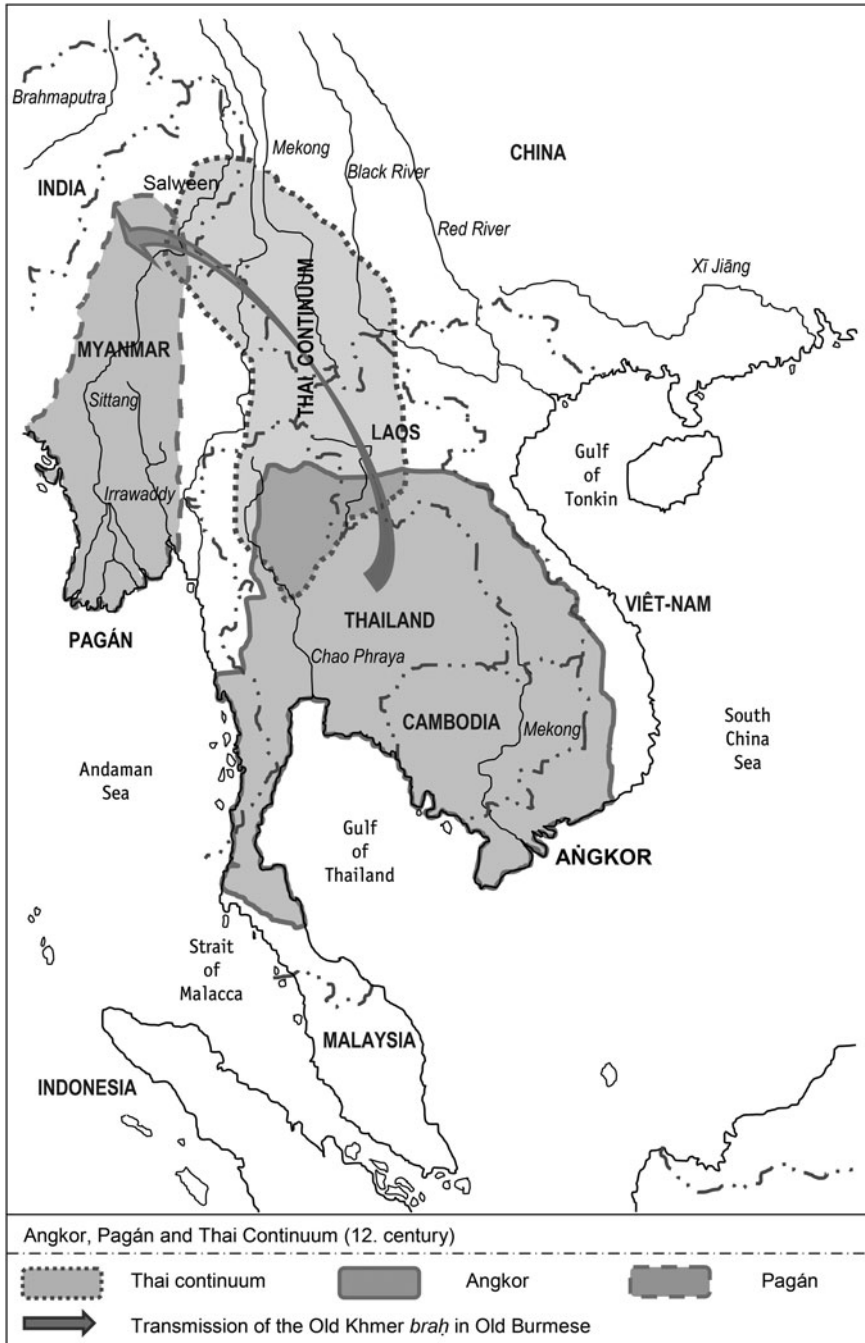 Brahmaputra
Mekong
CHINA
Black River
INDIA
Salween
Red River
Xī Jiāng
THAI CONTINUUM
MYANMAR
Sittang
LAOS
Gulf
of
Tonkin
Irrawaddy
PAGÁN
THAILAND
VIÊT-NAM
Chao Phraya
CAMBODIA
Mekong
South
China
Sea
Andaman
Sea
Gulf
of
Thailand
AṄGKOR
Strait
of
Malacca
MALAYSIA
INDONESIA
Angkor, Pagán and Thai Continuum (12. century)
Thai continuum
Angkor
Pagán
Transmission of the Old Khmer braḥ in Old Burmese